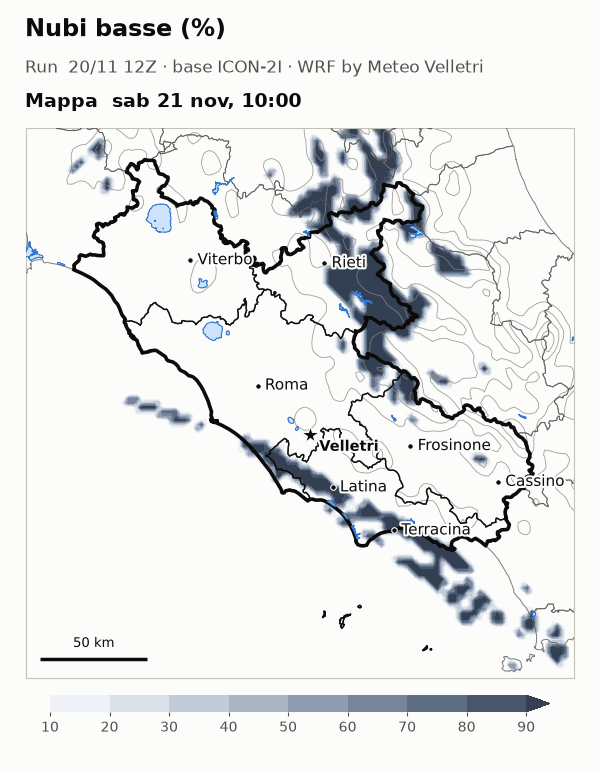 Nubi basse (%)
Run  20/11 12Z · base ICON-2I · WRF by Meteo Velletri
Mappa  sab 21 nov, 10:00
Rieti
Viterbo
Roma
Velletri
Frosinone
Latina
Cassino
Terracina
50 km
10 20 30 40 50 60 70 80 90